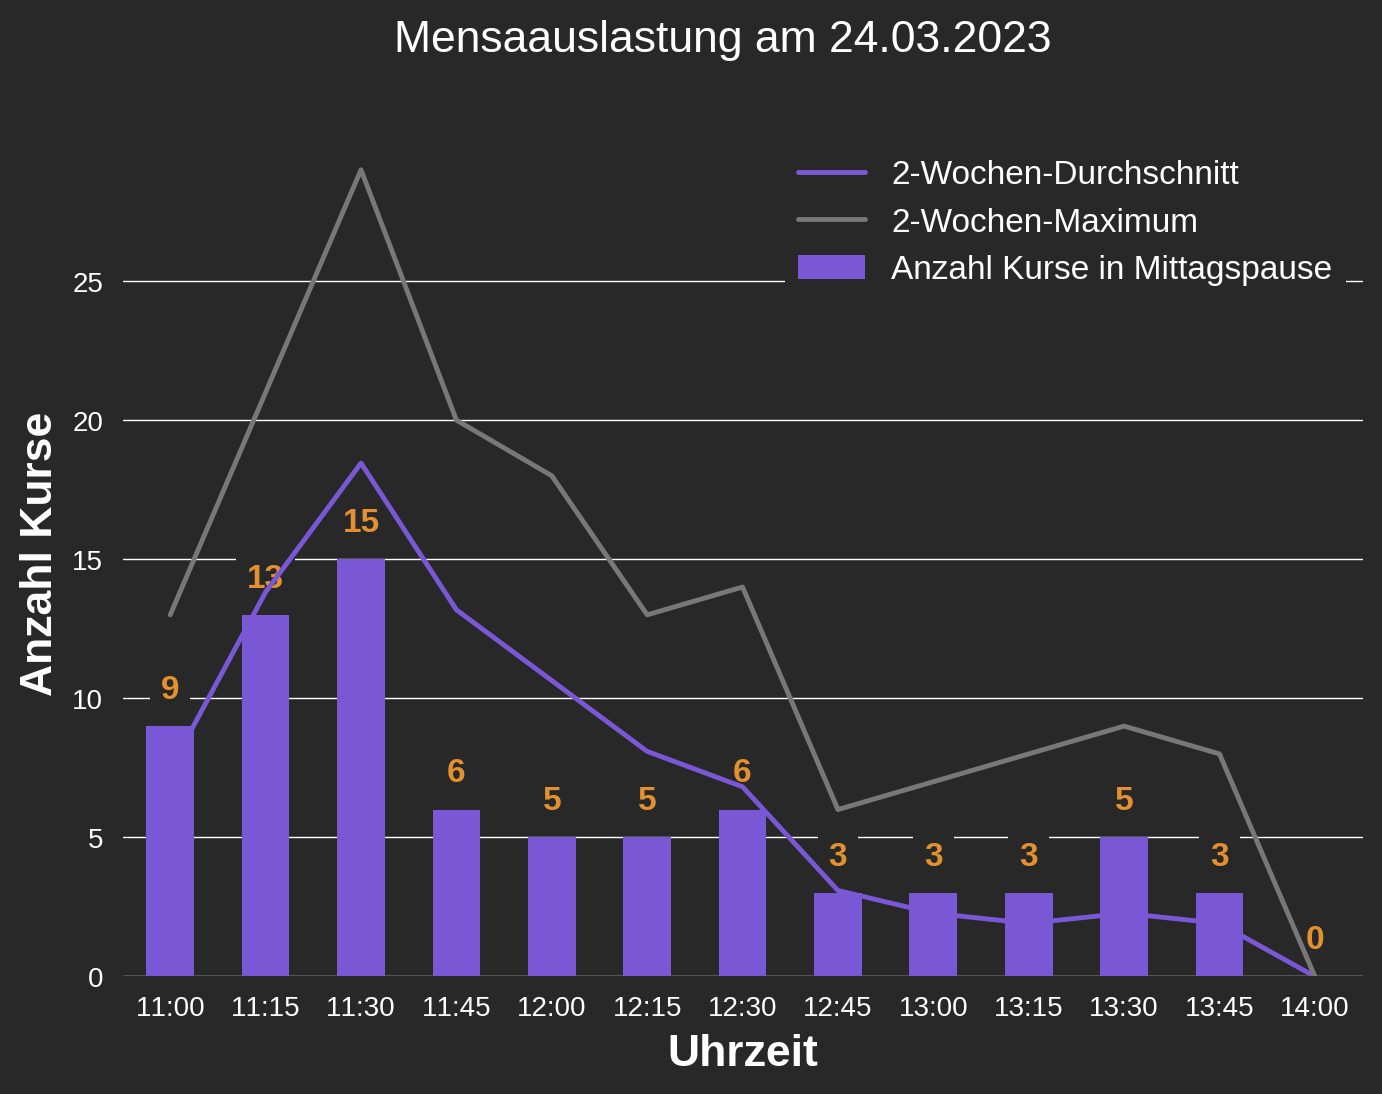 Mensaauslastung am 24.03.2023
2-Wochen-Durchschnitt
2-Wochen-Maximum
Anzahl Kurse in Mittagspause
Anzahl Kurse
25
20
15
10
5
0
9
13
15
6
5
5
6
3
3
3
5
3
0
11:00 11:15 11:30 11:45 12:00 12:15 12:30 12:45 13:00 13:15 13:30 13:45 14:00
Uhrzeit